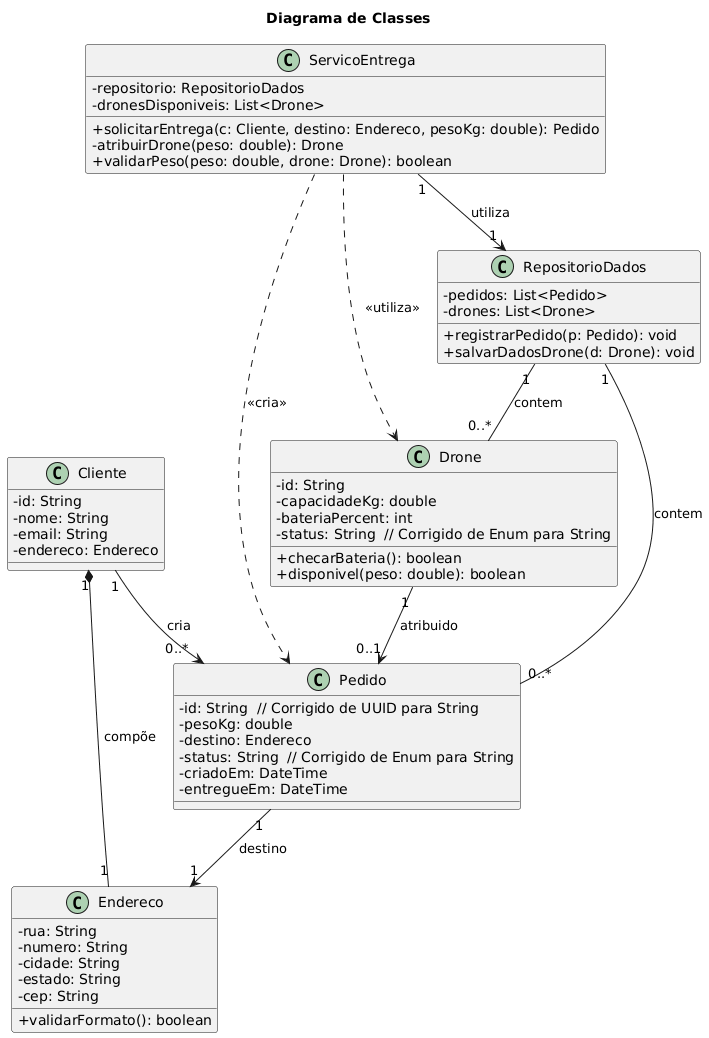 Diagrama de Classes
C ServicoEntrega
-repositorio: RepositorioDados
-dronesDisponiveis: List<Drone>
+solicitarEntrega(c: Cliente, destino: Endereco, pesoKg: double): Pedido
-atribuirDrone(peso: double): Drone
+validarPeso(peso: double, drone: Drone): boolean
1
utiliza
1
C RepositorioDados
-pedidos: List<Pedido>
-drones: List<Drone>
+registrarPedido(p: Pedido): void
+salvarDadosDrone(d: Drone): void
«utiliza»
1
1
«cria»
contem
0..*
C Drone
-id: String
-capacidadeKg: double
-bateriaPercent: int
-status: String  // Corrigido de Enum para String
+checarBateria(): boolean
+disponivel(peso: double): boolean
C Cliente
-id: String
-nome: String
-email: String
-endereco: Endereco
contem
1
1
1
cria
atribuido
0..*
0..1
0..*
C Pedido
-id: String  // Corrigido de UUID para String
-pesoKg: double
-destino: Endereco
-status: String  // Corrigido de Enum para String
-criadoEm: DateTime
-entregueEm: DateTime
compõe
1
destino
1
1
C Endereco
-rua: String
-numero: String
-cidade: String
-estado: String
-cep: String
+validarFormato(): boolean